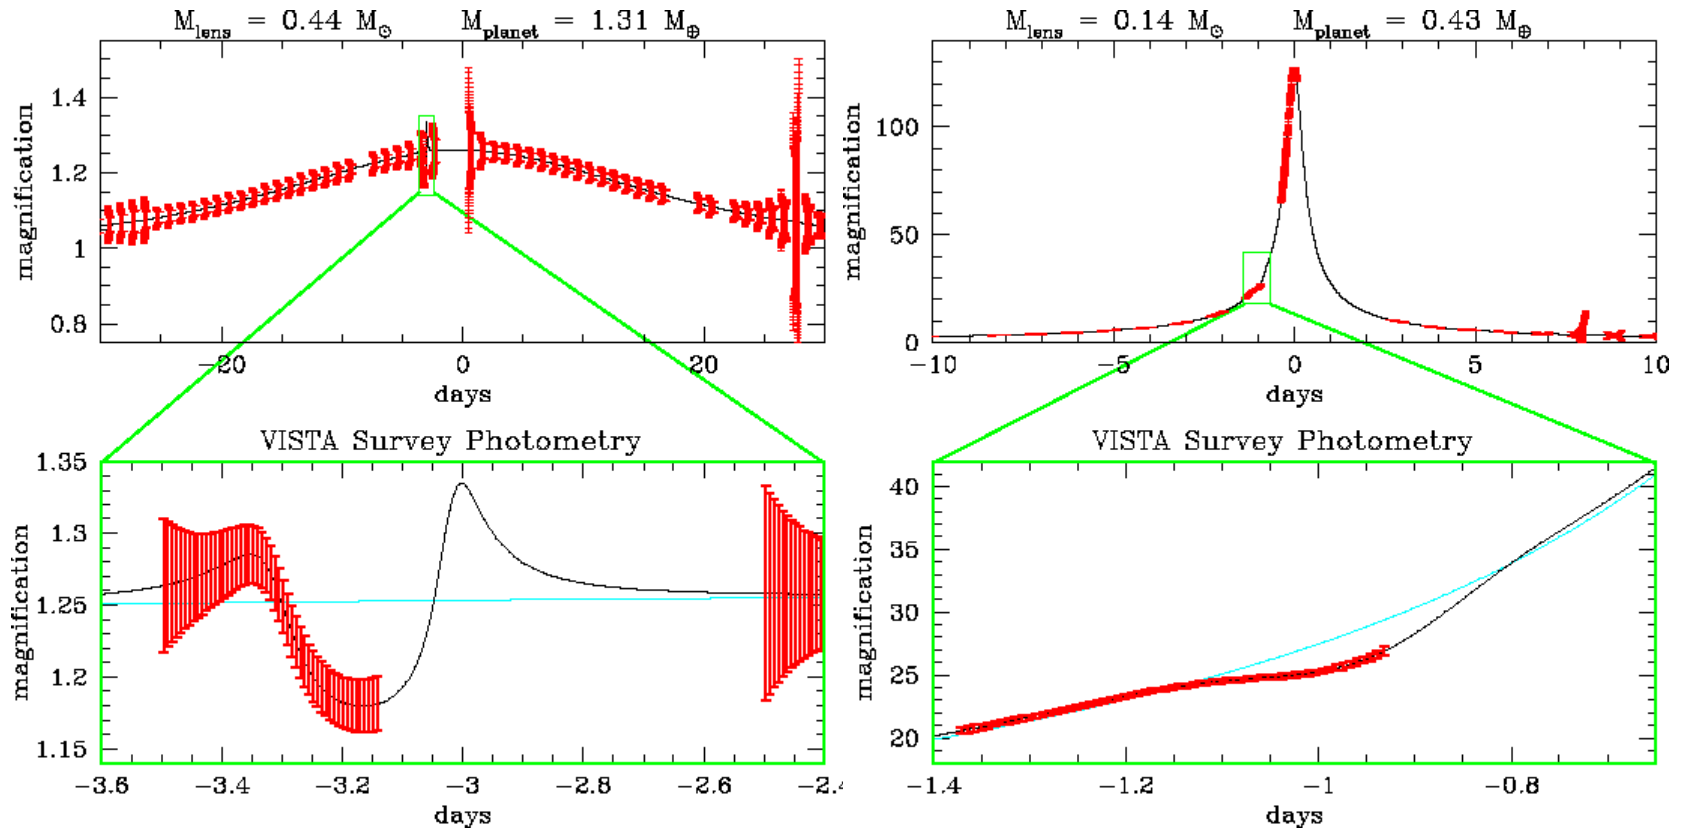 M_lens = 0.44 M_⊙ M_planet = 1.31 M_⊕
magnification
1.4
1.2
1
0.8
−20 0 20
days
M_lens = 0.14 M_⊙ M_planet = 0.43 M_⊕
magnification
100
50
0
−10 −5 0 5 10
days
VISTA Survey Photometry
magnification
1.35
1.3
1.25
1.2
1.15
−3.6 −3.4 −3.2 −3 −2.8 −2.6 −2.4
days
VISTA Survey Photometry
magnification
40
35
30
25
20
−1.4 −1.2 −1 −0.8
days